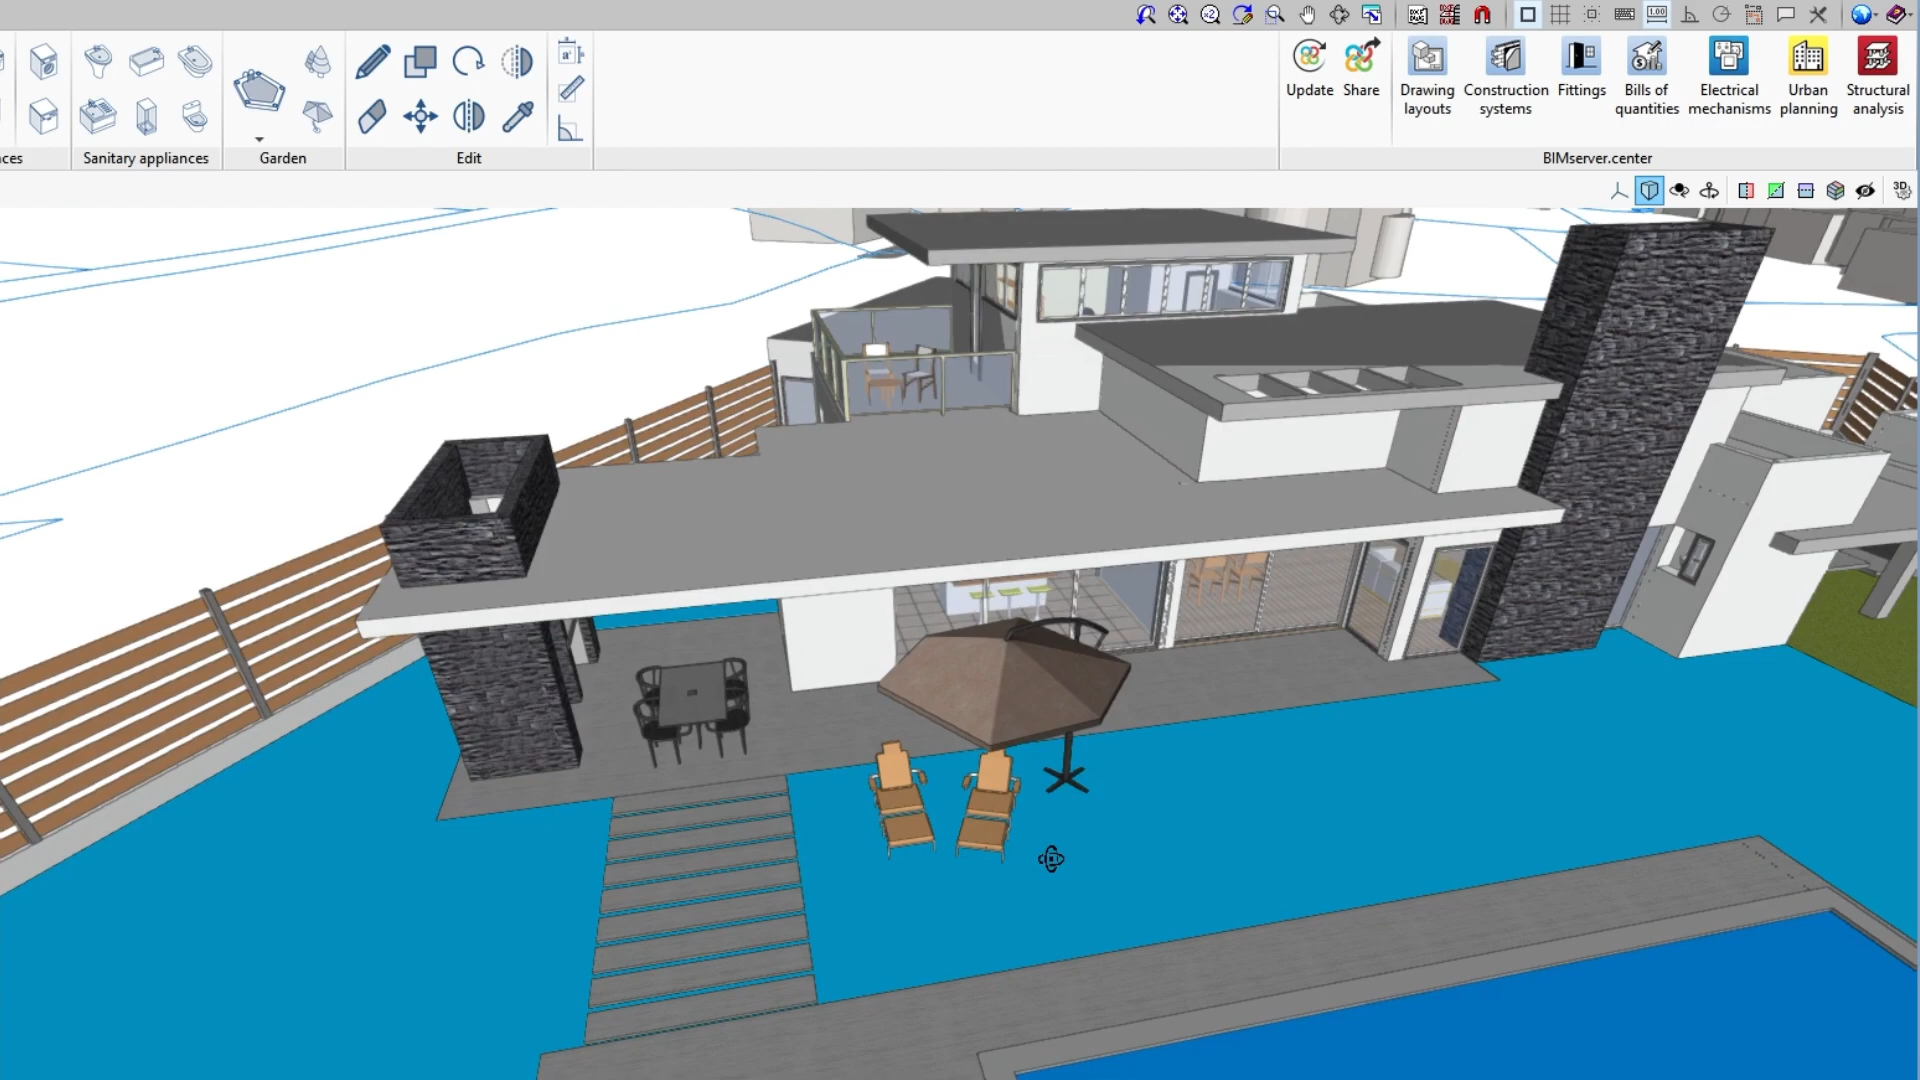 Update
Share
Drawing
layouts
Construction
systems
Fittings
Bills of
quantities
Electrical
mechanisms
Urban
planning
Structural
analysis
ces
Sanitary appliances
Garden
Edit
BIMserver.center
3D